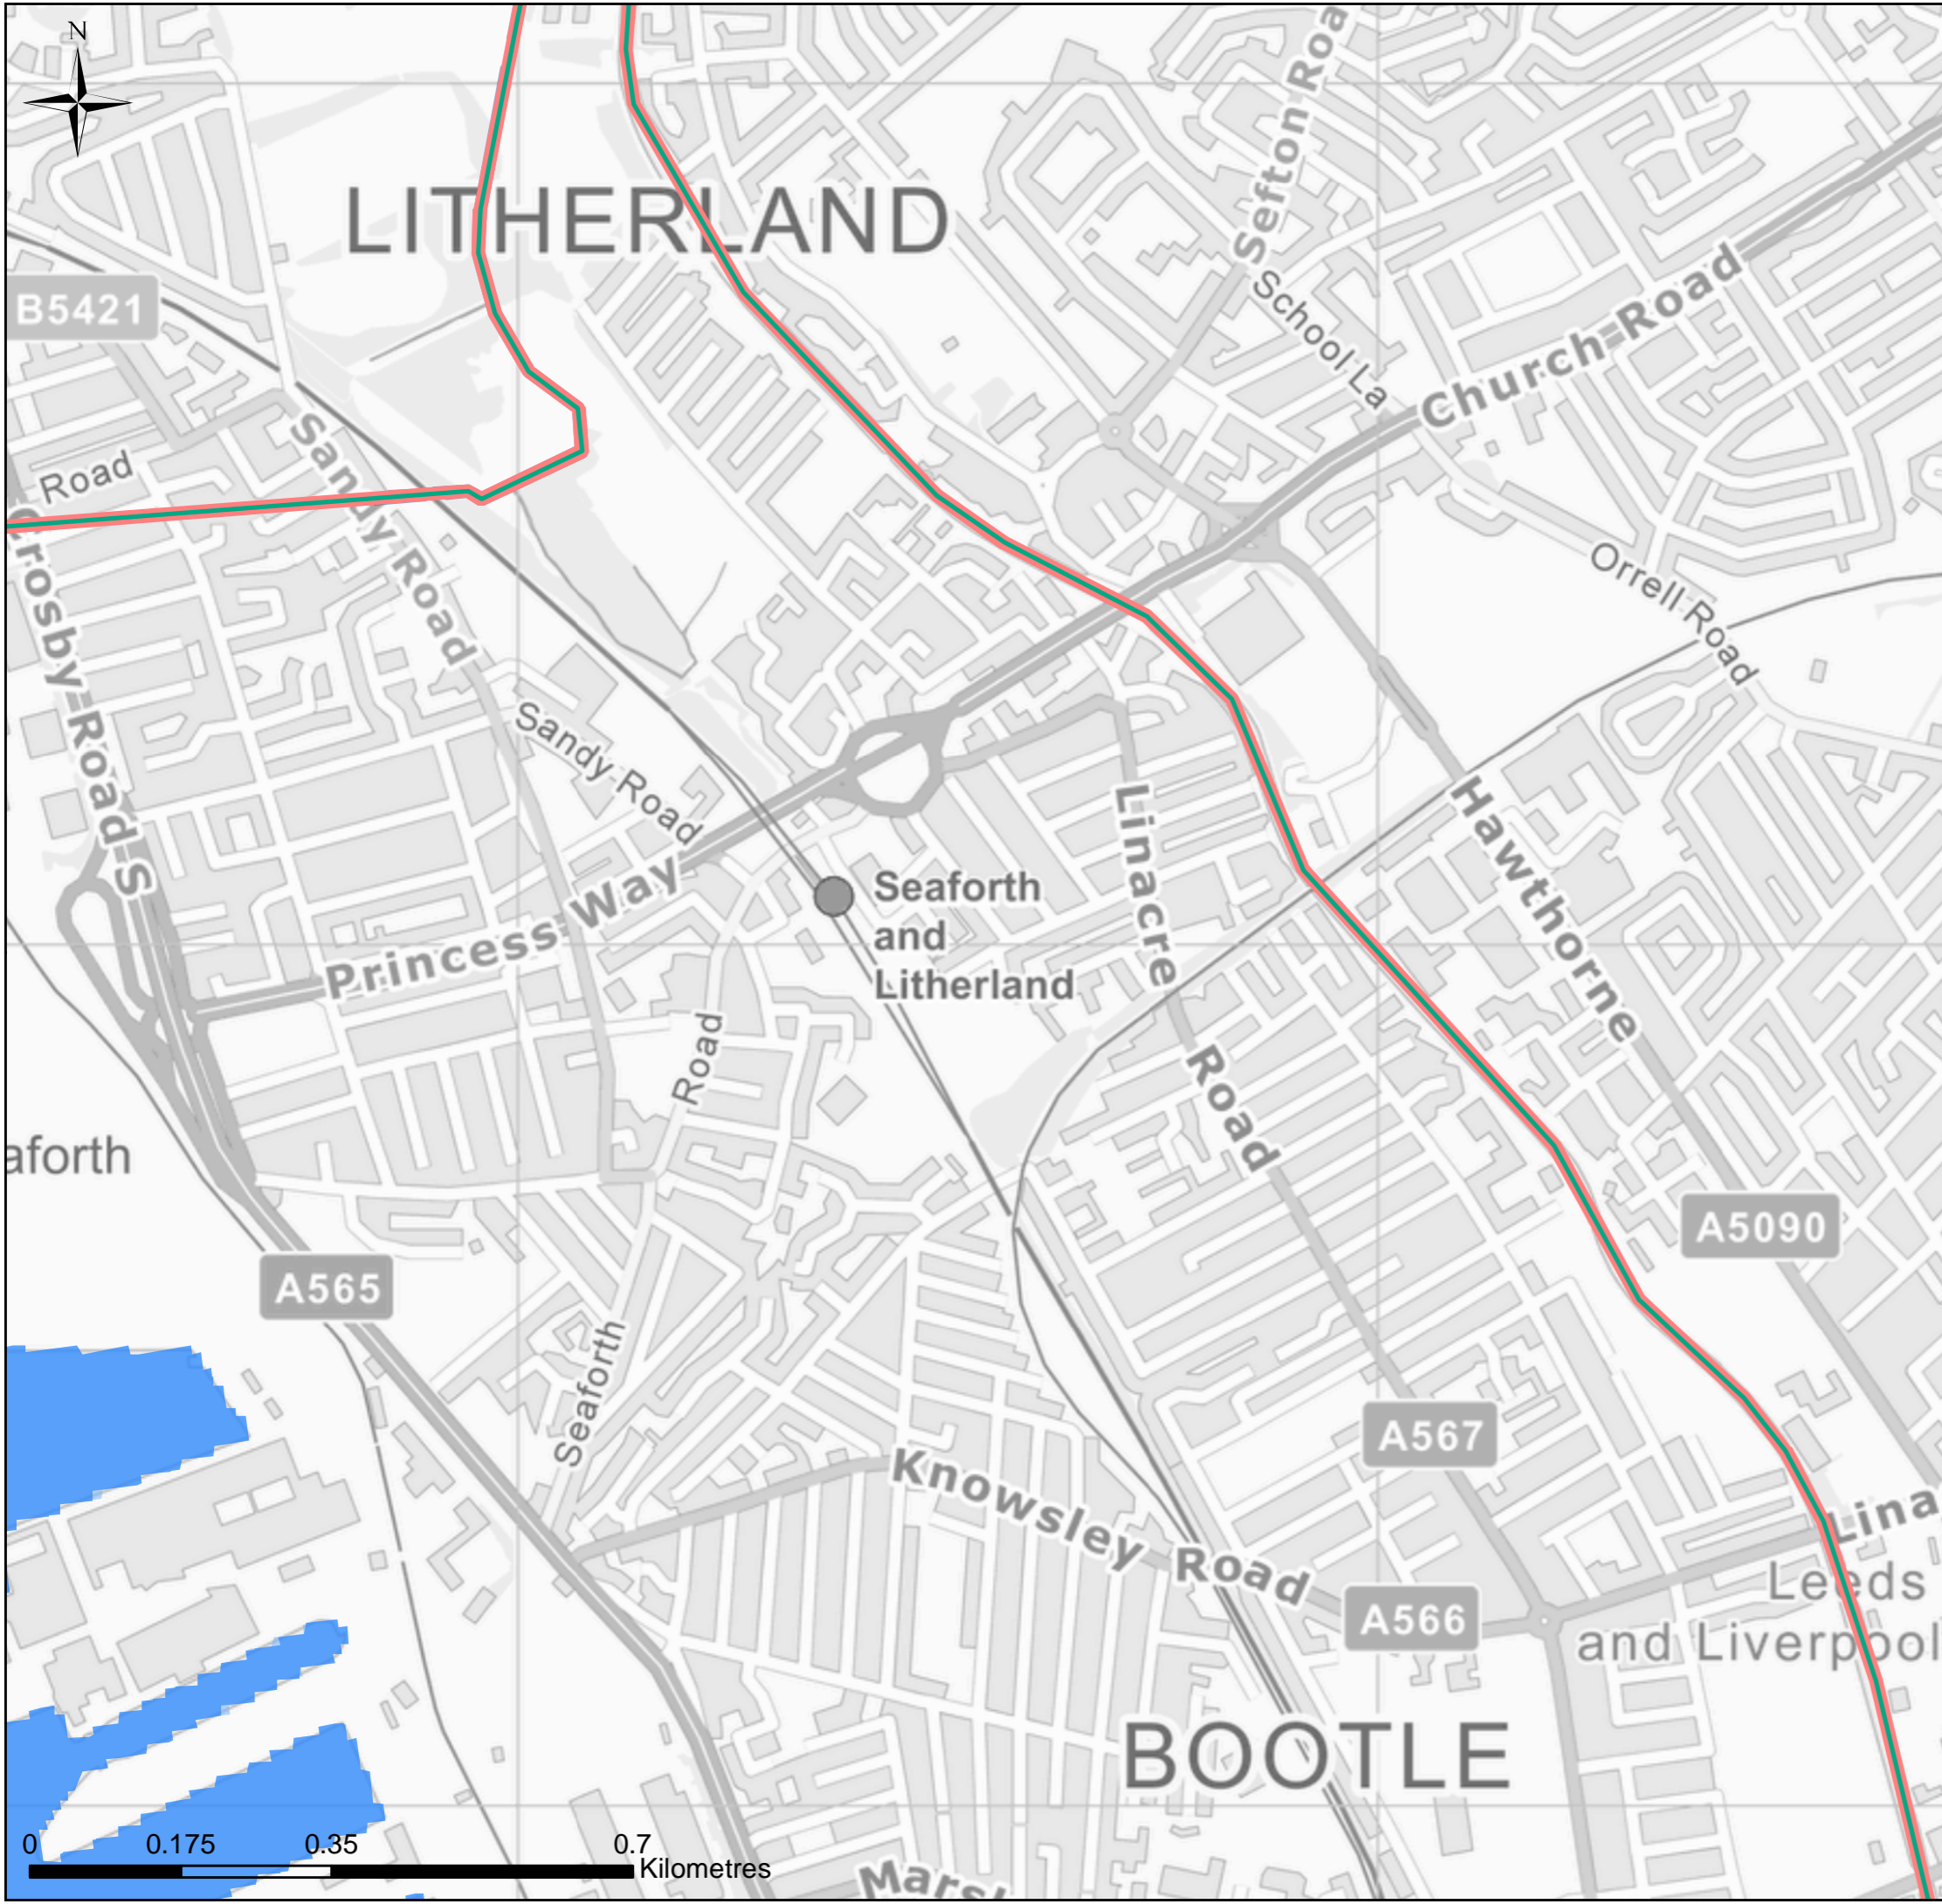 N
LITHERLAND
Sefton Roa
School La
Church Road
B5421
Road
Sandy Road
Crosby Road S
Orrell Road
Sandy Road
Linacre
Hawthorne
Seaforth
and
Litherland
Princess Way
Road
Road
aforth
A5090
A565
Seaforth
A567
Knowsley Road
Lina
Leeds
and Liverpool
A566
BOOTLE
0 0.175 0.35 0.7
Kilometres